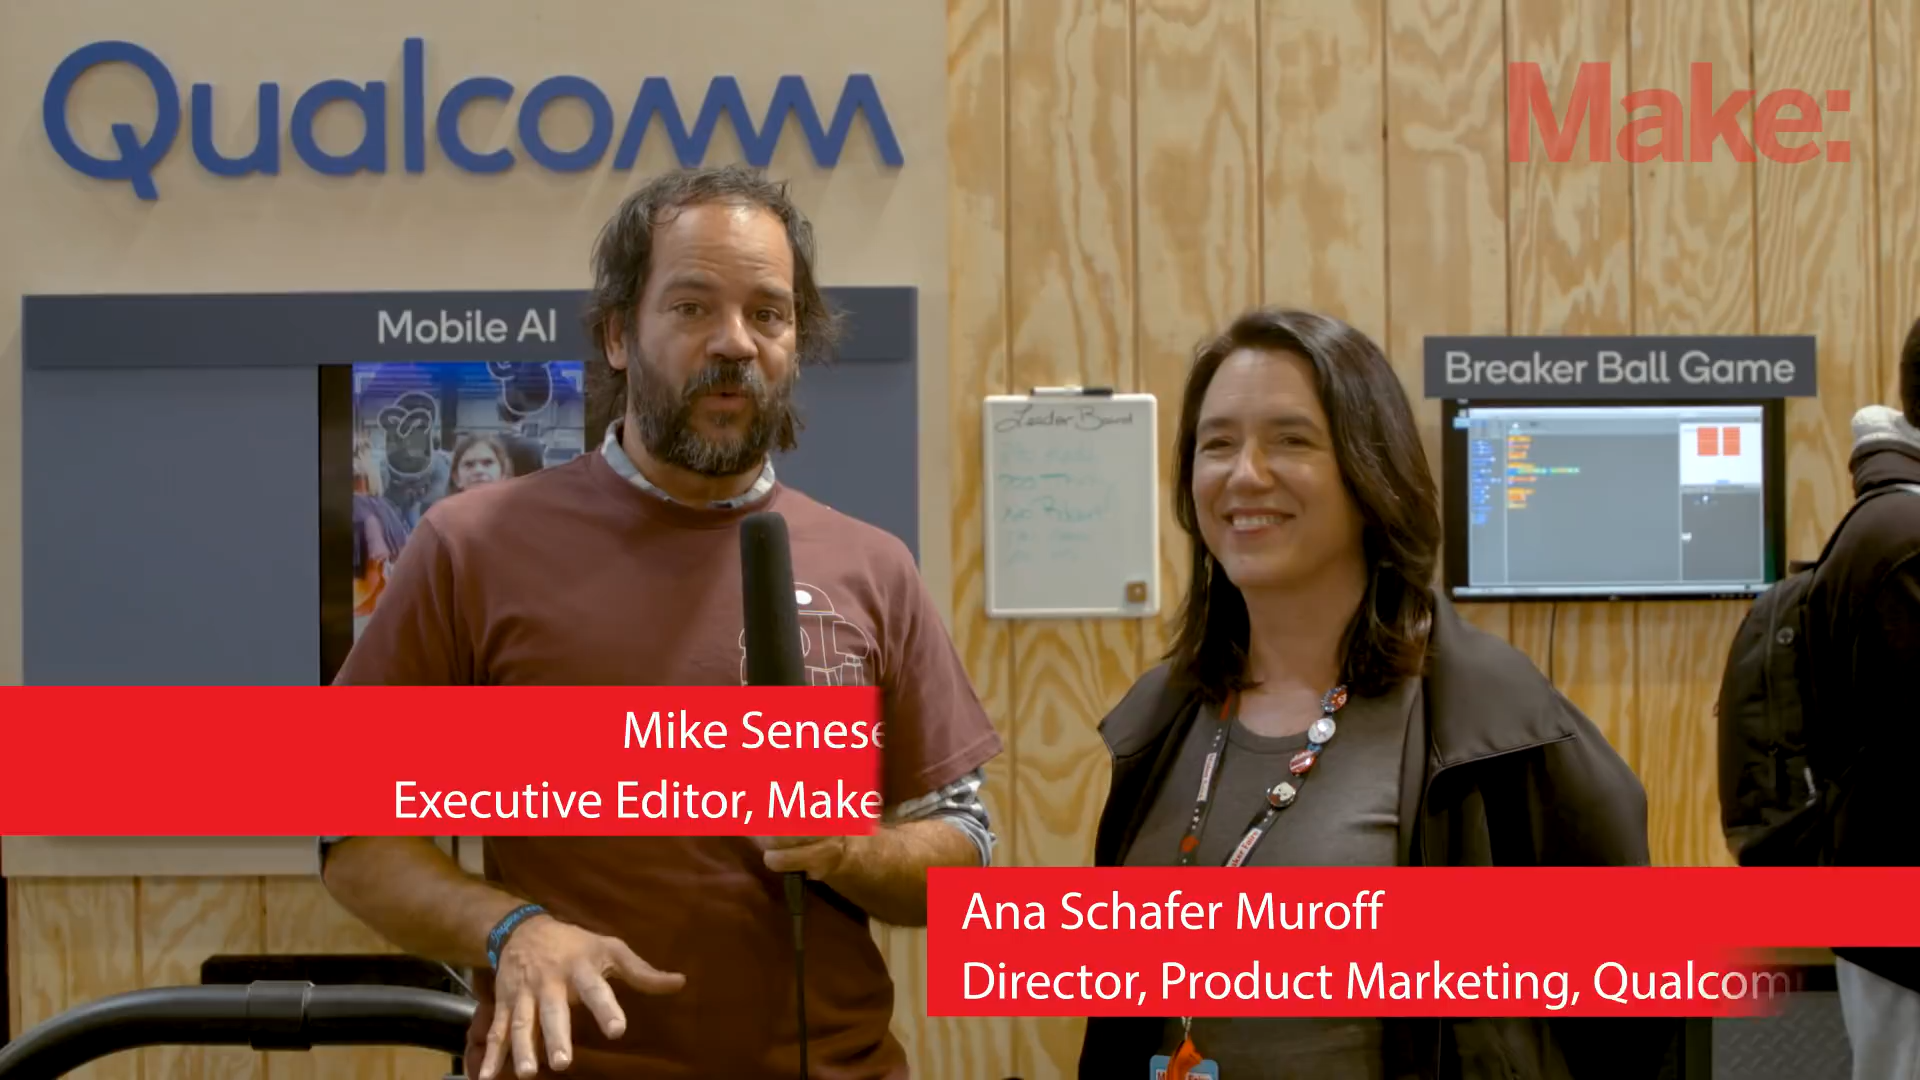 Qualcomm
Make:
Mobile AI
Breaker Ball Game
Leader Board
Mike Senese
Executive Editor, Make
Ana Schafer Muroff
Director, Product Marketing, Qualcom